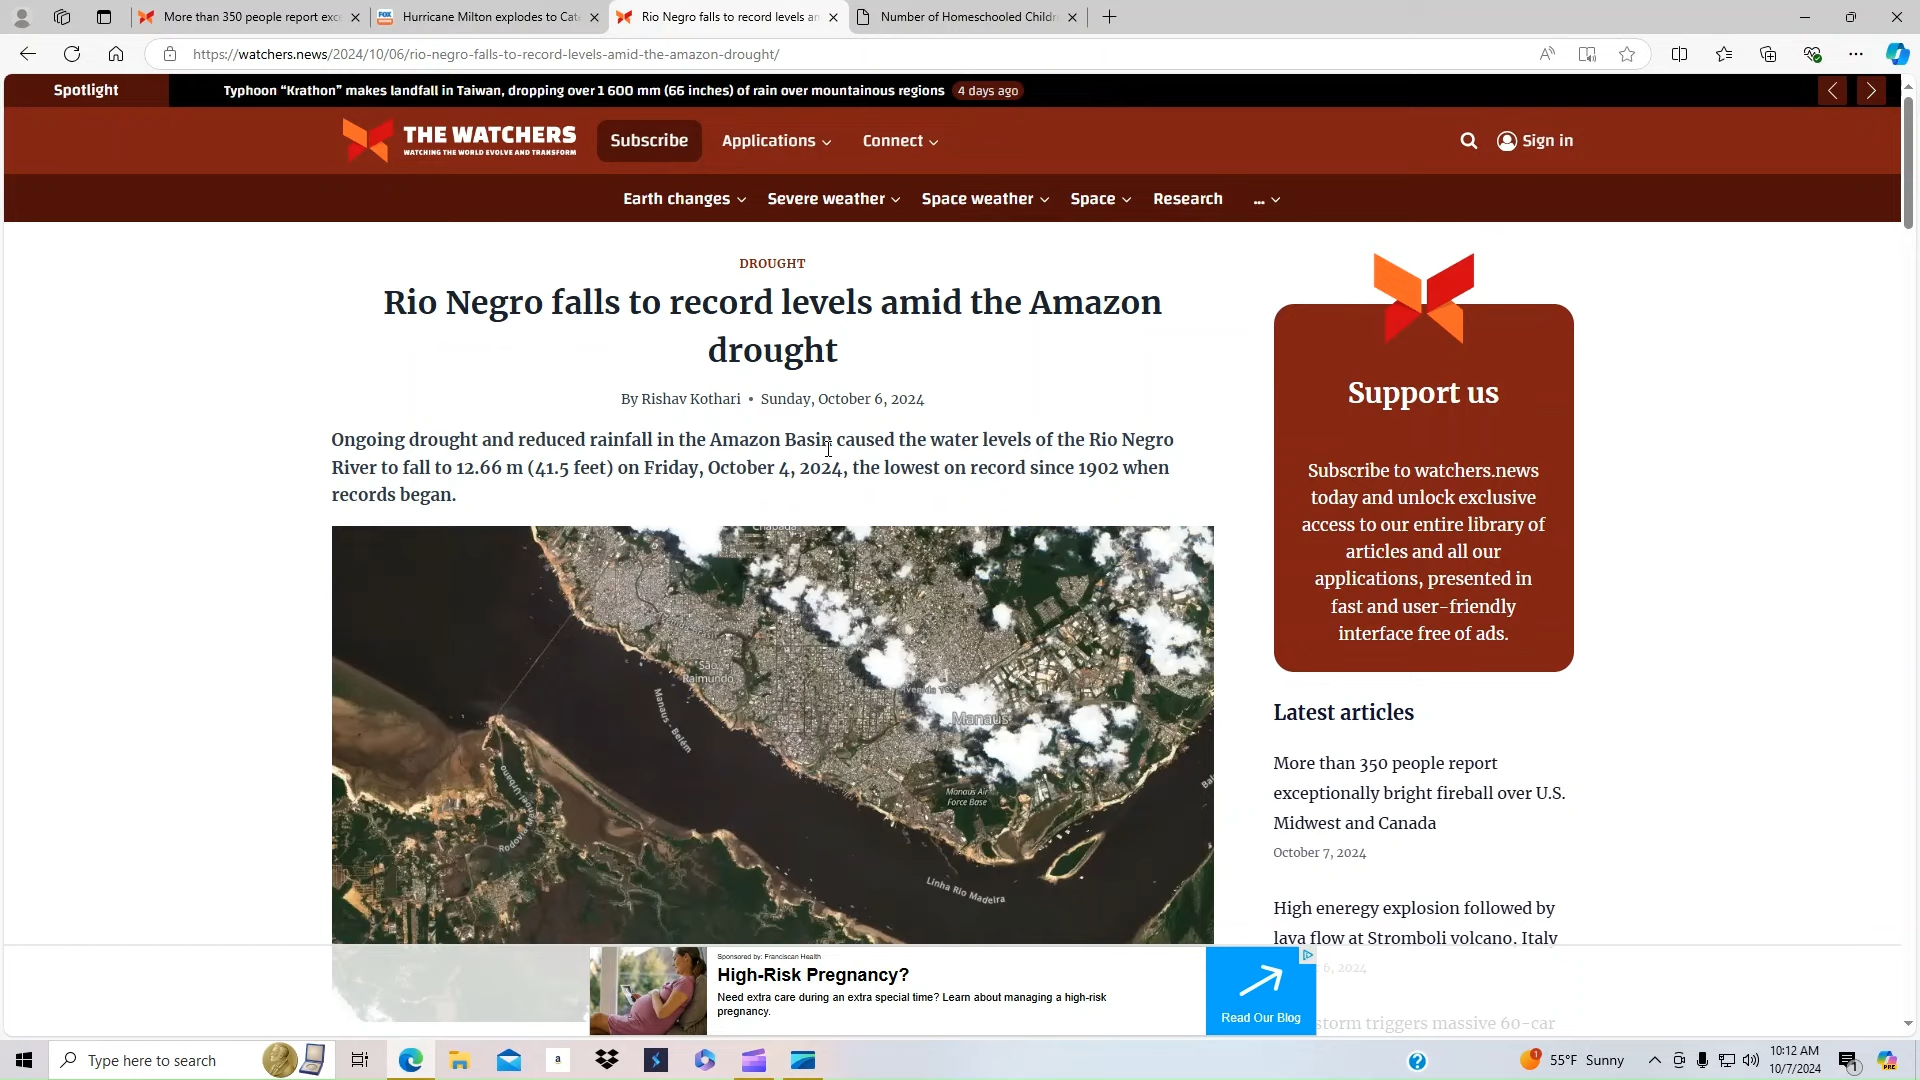 More than 350 people report exc
Hurricane Milton explodes to Cat
Rio Negro falls to record levels an
Number of Homeschooled Childr
https://watchers.news/2024/10/06/rio-negro-falls-to-record-levels-amid-the-amazon-drought/
Spotlight
Typhoon “Krathon” makes landfall in Taiwan, dropping over 1 600 mm (66 inches) of rain over mountainous regions 4 days ago
THE WATCHERS
WATCHING THE WORLD EVOLVE AND TRANSFORM
Subscribe Applications Connect
Sign in
Earth changes Severe weather Space weather Space Research ...
DROUGHT
Rio Negro falls to record levels amid the Amazon
drought
By Rishav Kothari • Sunday, October 6, 2024
Ongoing drought and reduced rainfall in the Amazon Basin caused the water levels of the Rio Negro
River to fall to 12.66 m (41.5 feet) on Friday, October 4, 2024, the lowest on record since 1902 when
records began.
São
Raimundo
Manaus - Belém
Manaus
Manaus Air
Force Base
Linha Rio Madeira
Support us
Subscribe to watchers.news
today and unlock exclusive
access to our entire library of
articles and all our
applications, presented in
fast and user-friendly
interface free of ads.
Latest articles
More than 350 people report
exceptionally bright fireball over U.S.
Midwest and Canada
October 7, 2024
High eneregy explosion followed by
lava flow at Stromboli volcano, Italy
6, 2024
storm triggers massive 60-car
Sponsored by: Franciscan Health
High-Risk Pregnancy?
Need extra care during an extra special time? Learn about managing a high-risk
pregnancy.
Read Our Blog
Type here to search
55°F Sunny
10:12 AM
10/7/2024